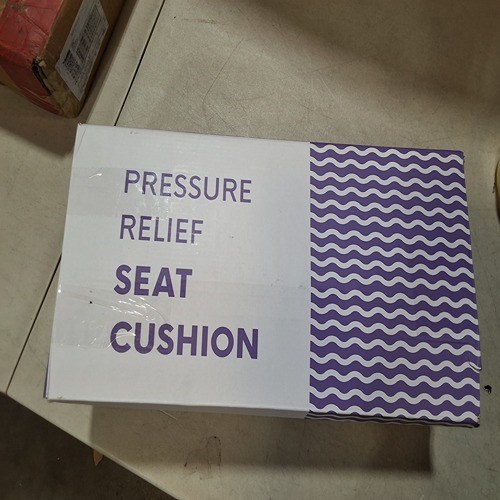 PRESSURE
RELIEF
SEAT
CUSHION